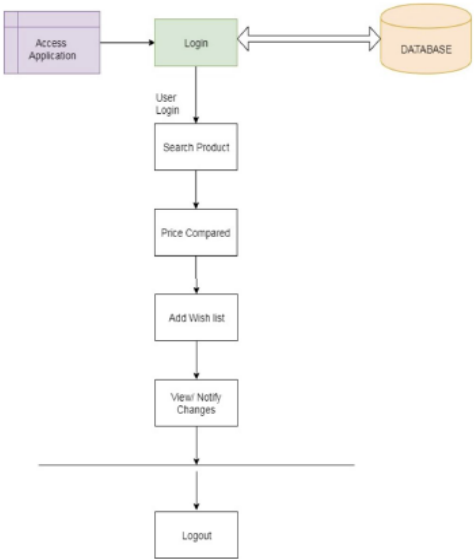 Access
Application
Login
DATABASE
User
Login
Search Product
Price Compared
Add Wish list
View/ Notify
Changes
Logout